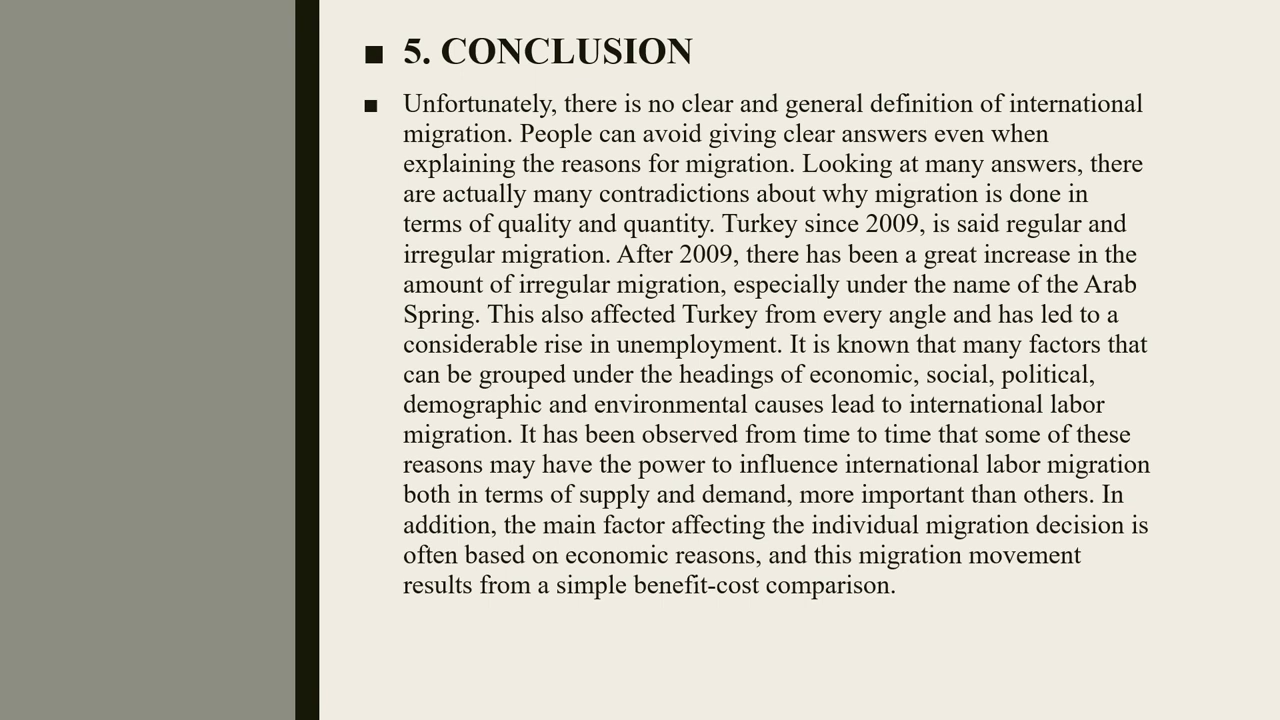 5. CONCLUSION
Unfortunately, there is no clear and general definition of international
migration. People can avoid giving clear answers even when
explaining the reasons for migration. Looking at many answers, there
are actually many contradictions about why migration is done in
terms of quality and quantity. Turkey since 2009, is said regular and
irregular migration. After 2009, there has been a great increase in the
amount of irregular migration, especially under the name of the Arab
Spring. This also affected Turkey from every angle and has led to a
considerable rise in unemployment. It is known that many factors that
can be grouped under the headings of economic, social, political,
demographic and environmental causes lead to international labor
migration. It has been observed from time to time that some of these
reasons may have the power to influence international labor migration
both in terms of supply and demand, more important than others. In
addition, the main factor affecting the individual migration decision is
often based on economic reasons, and this migration movement
results from a simple benefit-cost comparison.